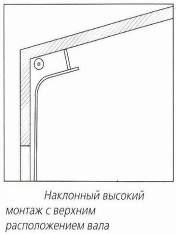 Наклонный высокий
монтаж с верхним
расположением вала